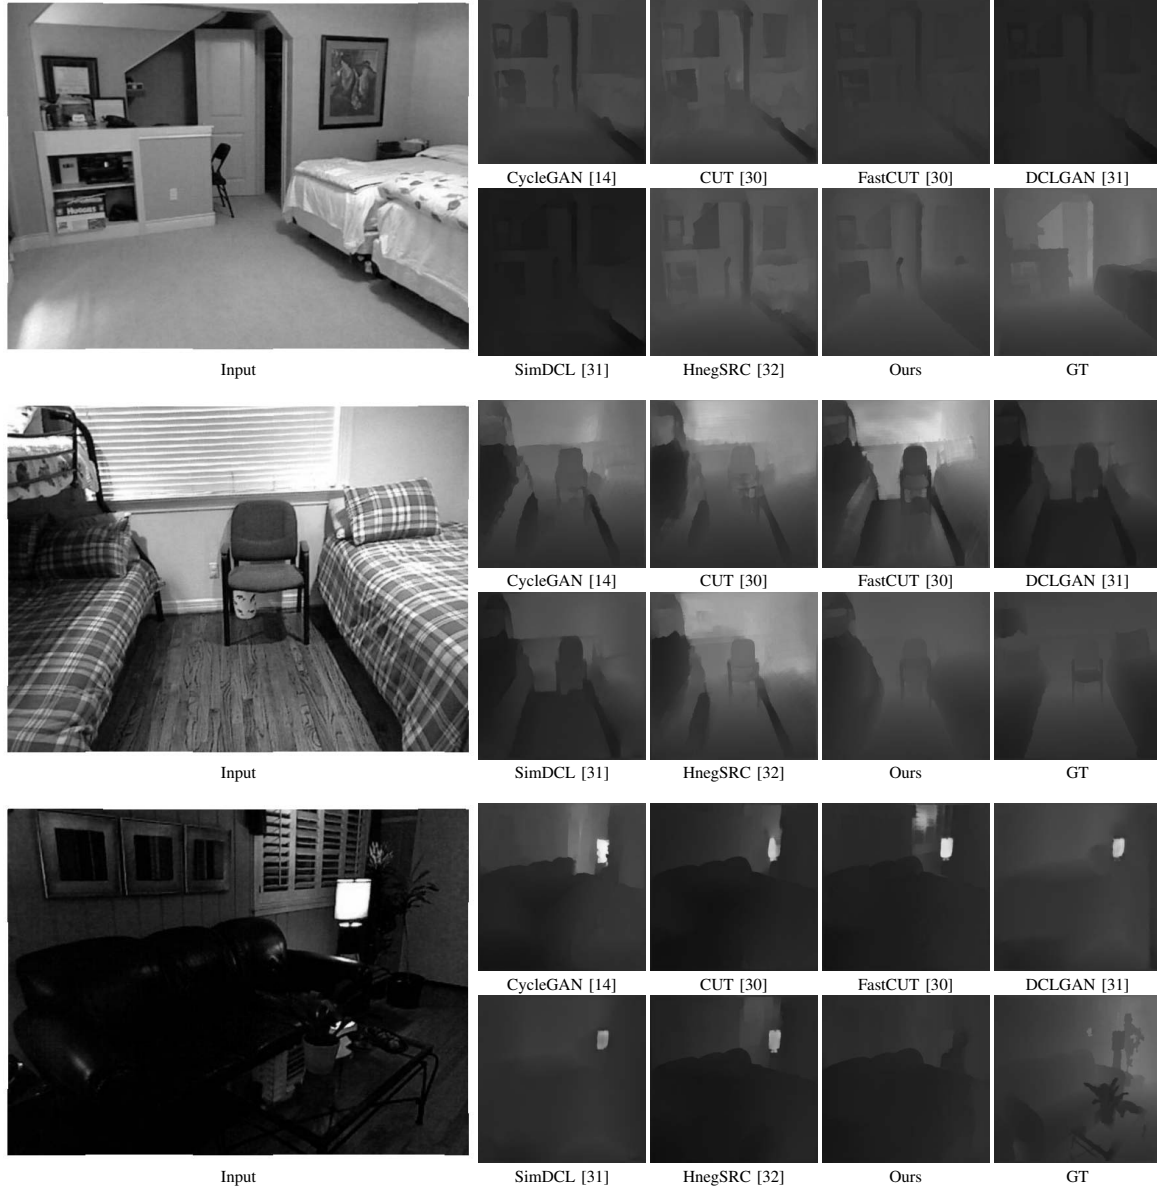 CycleGAN [14] CUT [30] FastCUT [30] DCLGAN [31]
Input SimDCL [31] HnegSRC [32] Ours GT
CycleGAN [14] CUT [30] FastCUT [30] DCLGAN [31]
Input SimDCL [31] HnegSRC [32] Ours GT
CycleGAN [14] CUT [30] FastCUT [30] DCLGAN [31]
Input SimDCL [31] HnegSRC [32] Ours GT